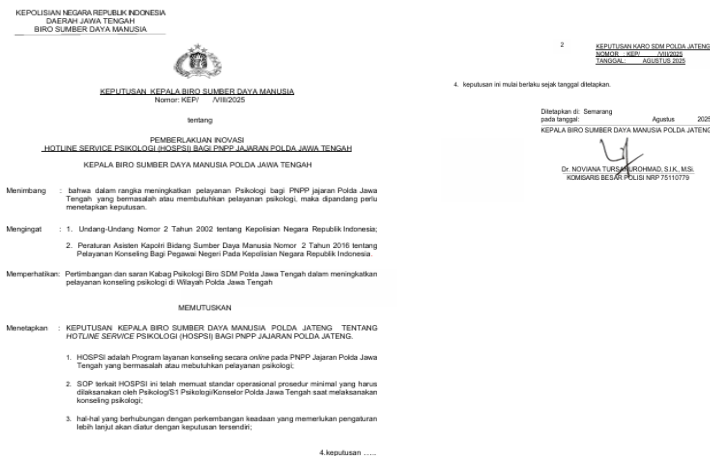 KEPOLISIAN NEGARA REPUBLIK INDONESIA
DAERAH JAWA TENGAH
BIRO SUMBER DAYA MANUSIA
KEPUTUSAN KEPALA BIRO SUMBER DAYA MANUSIA
Nomor: KEP/ /VIII/2025
tentang
PEMBERLAKUAN INOVASI
HOTLINE SERVICE PSIKOLOGI (HOSPSI) BAGI PNPP JAJARAN POLDA JAWA TENGAH
KEPALA BIRO SUMBER DAYA MANUSIA POLDA JAWA TENGAH
Menimbang : bahwa dalam rangka meningkatkan pelayanan Psikologi bagi PNPP jajaran Polda Jawa
Tengah yang bermasalah atau membutuhkan pelayanan psikologi, maka dipandang perlu
menetapkan keputusan.
Mengingat : 1. Undang-Undang Nomor 2 Tahun 2002 tentang Kepolisian Negara Republik Indonesia;
2. Peraturan Asisten Kapolri Bidang Sumber Daya Manusia Nomor 2 Tahun 2016 tentang
Pelayanan Konseling Bagi Pegawai Negeri Pada Kepolisian Negara Republik Indonesia.
Memperhatikan: Pertimbangan dan saran Kabag Psikologi Biro SDM Polda Jawa Tengah dalam meningkatkan
pelayanan konseling psikologi di Wilayah Polda Jawa Tengah
MEMUTUSKAN
Menetapkan : KEPUTUSAN KEPALA BIRO SUMBER DAYA MANUSIA POLDA JATENG TENTANG
HOTLINE SERVICE PSIKOLOGI (HOSPSI) BAGI PNPP JAJARAN POLDA JATENG.
1. HOSPSI adalah Program layanan konseling secara online pada PNPP Jajaran Polda Jawa
Tengah yang bermasalah atau mebutuhkan pelayanan psikologi;
2. SOP terkait HOSPSI ini telah memuat standar operasional prosedur minimal yang harus
dilaksanakan oleh Psikolog/S1 Psikologi/Konselor Polda Jawa Tengah saat melaksanakan
konseling psikologi;
3. hal-hal yang berhubungan dengan perkembangan keadaan yang memerlukan pengaturan
lebih lanjut akan diatur dengan keputusan tersendiri;
4.keputusan ......
2
KEPUTUSAN KARO SDM POLDA JATENG
NOMOR : KEP/ /VIII/2025
TANGGAL: AGUSTUS 2025
4. keputusan ini mulai berlaku sejak tanggal ditetapkan.
Ditetapkan di: Semarang
pada tanggal: Agustus 2025
KEPALA BIRO SUMBER DAYA MANUSIA POLDA JATENG
Dr. NOVIANA TURSANUROHMAD, S.I.K., M.Si.
KOMISARIS BESAR POLISI NRP 75110779